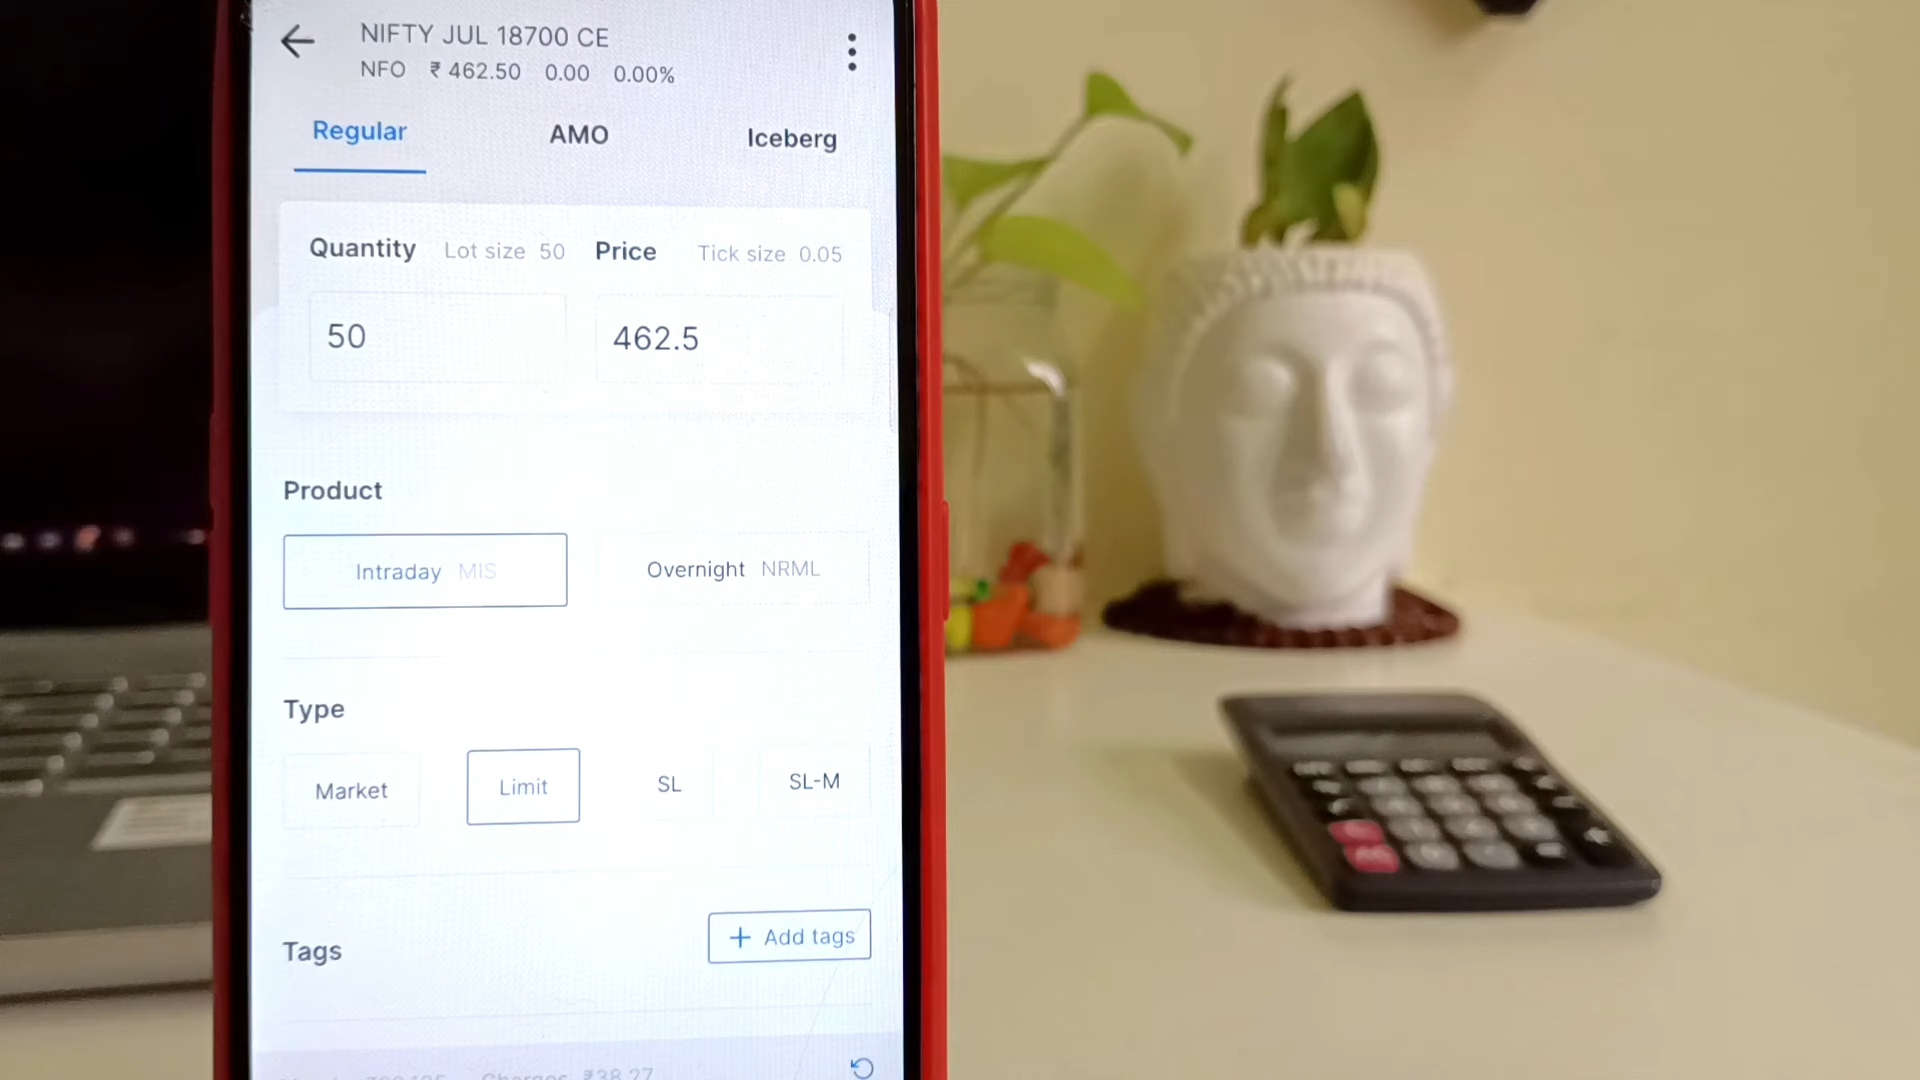 NIFTY JUL 18700 CE
NFO ₹ 462.50 0.00 0.00%
Regular AMO Iceberg
Quantity Lot size 50 Price Tick size 0.05
50 462.5
Product
Intraday MIS Overnight NRML
Type
Market Limit SL SL-M
Tags + Add tags
Charges ₹38.27